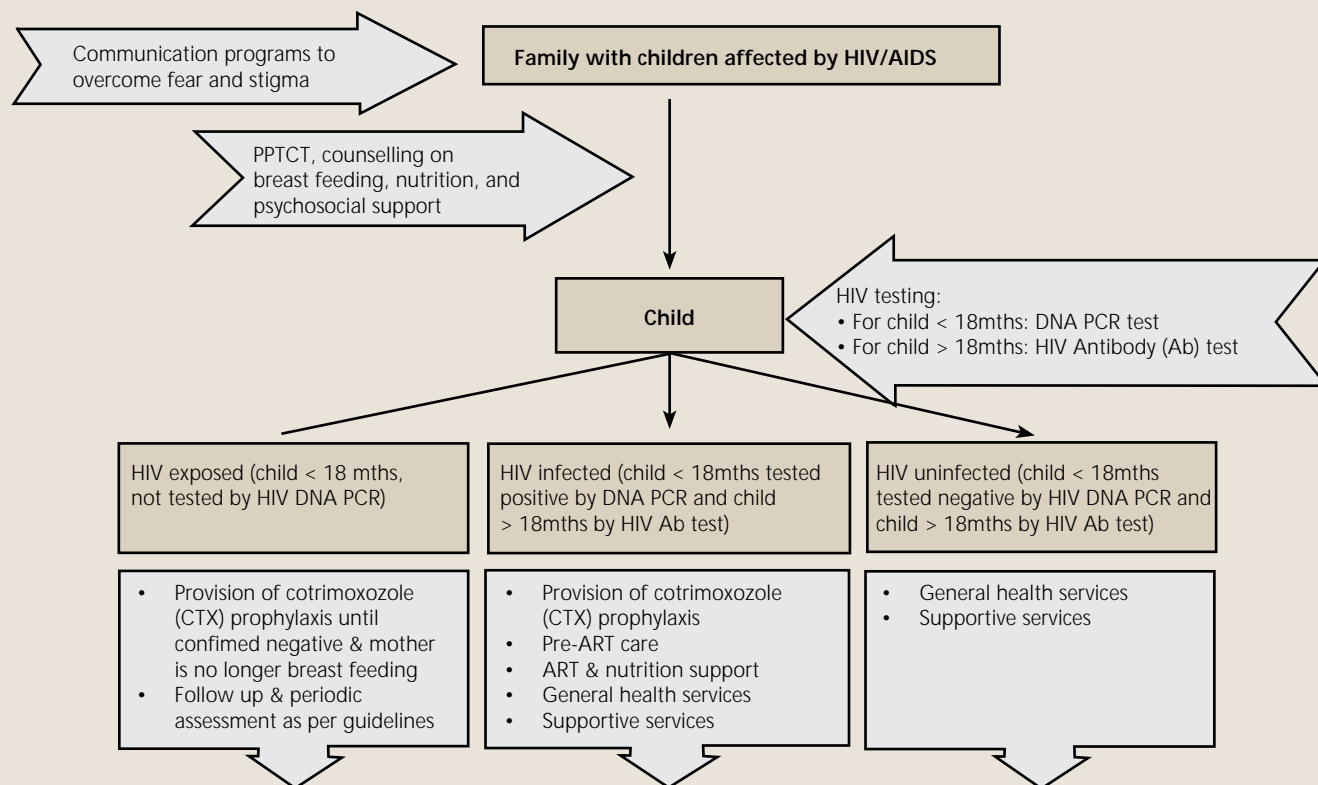 Communication programs to
overcome fear and stigma
Family with children affected by HIV/AIDS
PPTCT, counselling on
breast feeding, nutrition, and
psychosocial support
Child
HIV testing:
• For child < 18mths: DNA PCR test
• For child > 18mths: HIV Antibody (Ab) test
HIV exposed (child < 18 mths,
not tested by HIV DNA PCR)
HIV infected (child < 18mths tested
positive by DNA PCR and child
> 18mths by HIV Ab test)
HIV uninfected (child < 18mths
tested negative by HIV DNA PCR and
child > 18mths by HIV Ab test)
• Provision of cotrimoxozole
(CTX) prophylaxis until
confimed negative & mother
is no longer breast feeding
• Follow up & periodic
assessment as per guidelines
• Provision of cotrimoxozole
(CTX) prophylaxis
• Pre-ART care
• ART & nutrition support
• General health services
• Supportive services
• General health services
• Supportive services